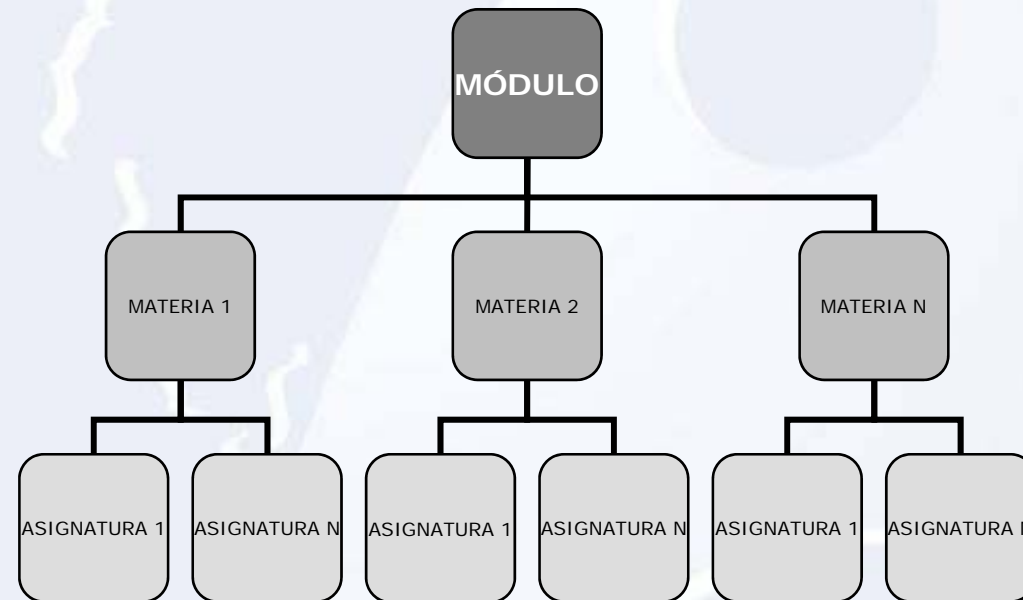 MÓDULO
MATERIA 1
MATERIA 2
MATERIA N
ASIGNATURA 1
ASIGNATURA N
ASIGNATURA 1
ASIGNATURA N
ASIGNATURA 1
ASIGNATURA N